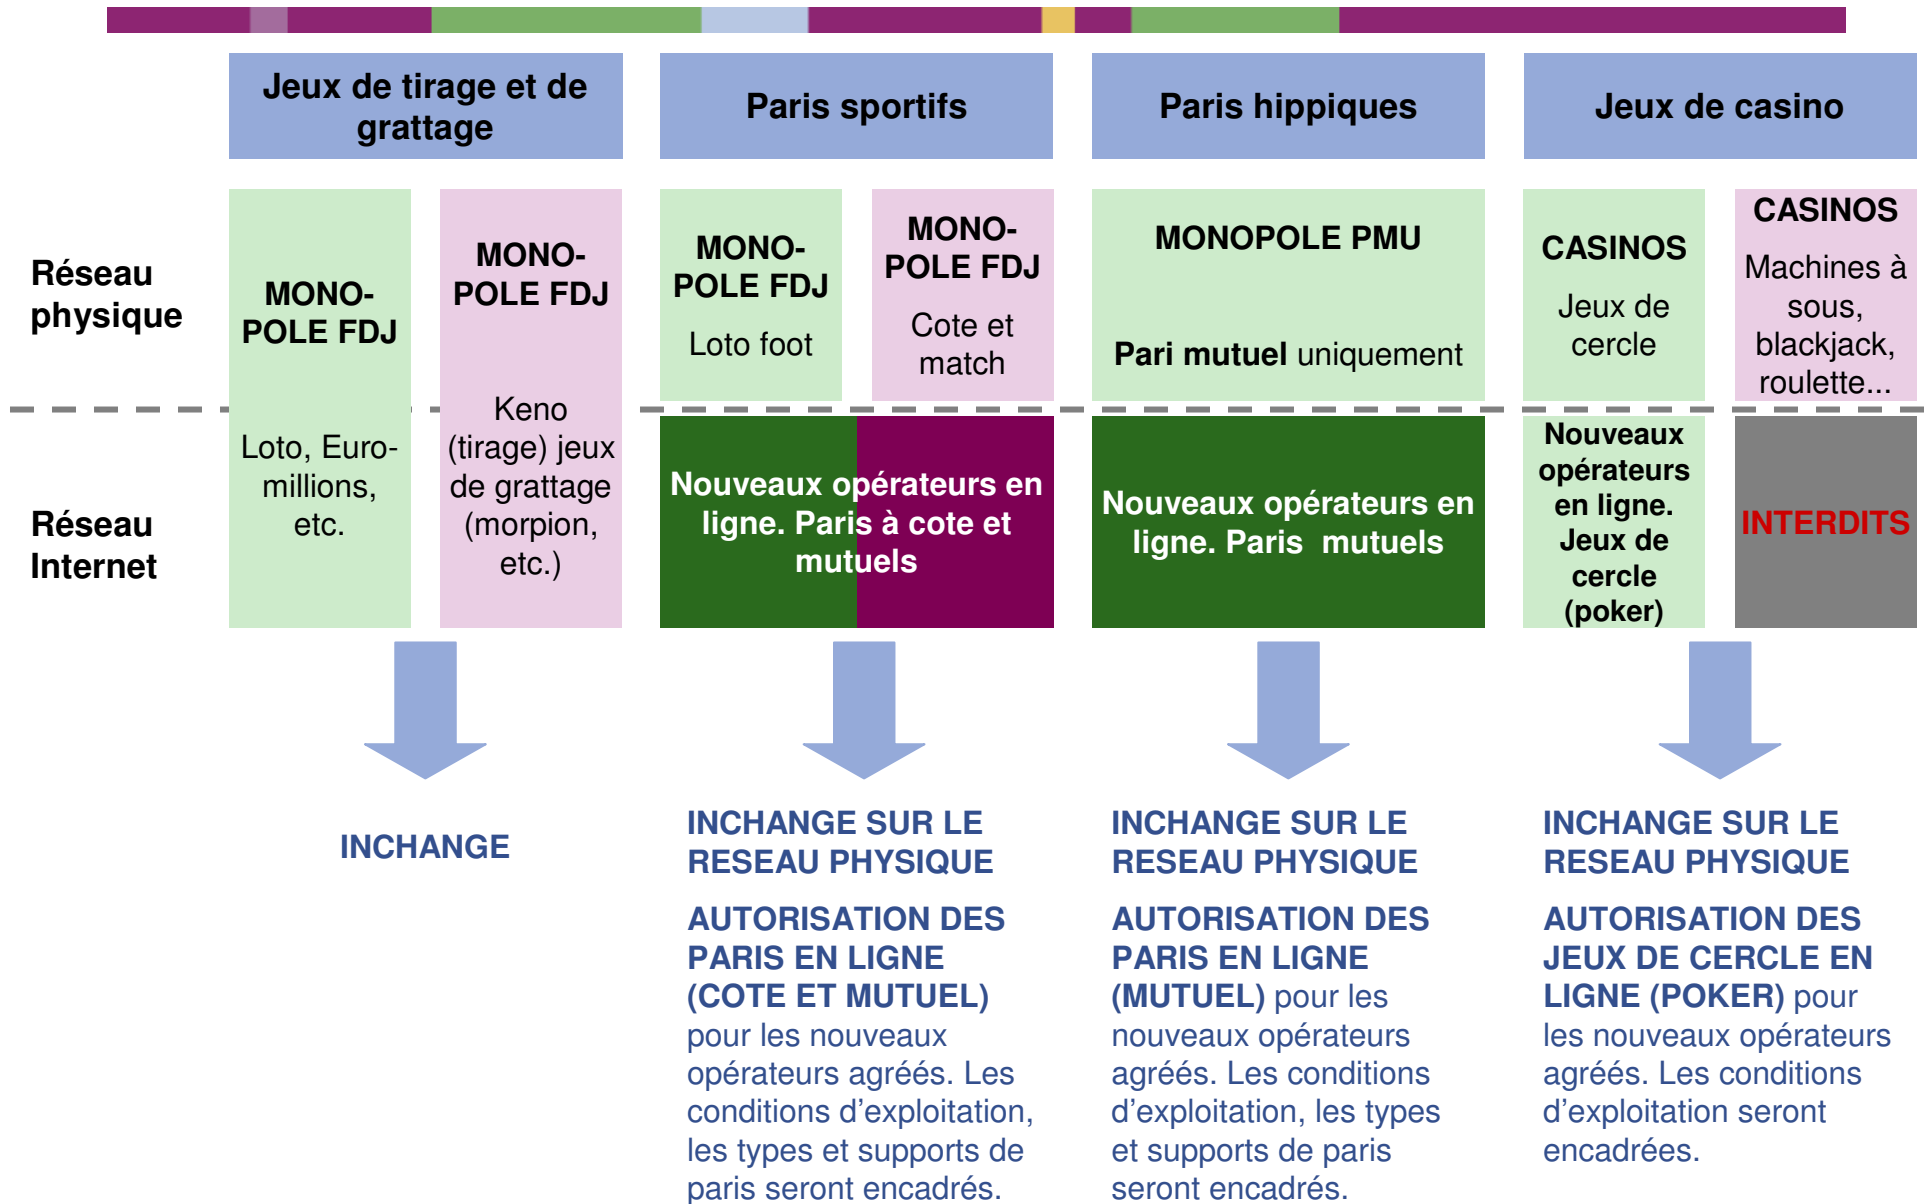 Jeux de tirage et de
grattage
Paris sportifs
Paris hippiques
Jeux de casino
Réseau
physique
MONO-
POLE FDJ
Loto, Euro-
millions,
etc.
MONO-
POLE FDJ
Keno
(tirage) jeux
de grattage
(morpion,
etc.)
MONO-
POLE FDJ
Loto foot
MONO-
POLE FDJ
Cote et
match
MONOPOLE PMU
Pari mutuel uniquement
CASINOS
Jeux de
cercle
CASINOS
Machines à
sous,
blackjack,
roulette...
Réseau
Internet
Nouveaux opérateurs en
ligne. Paris à cote et
mutuels
Nouveaux opérateurs en
ligne. Paris  mutuels
Nouveaux
opérateurs
en ligne.
Jeux de
cercle
(poker)
INTERDITS
INCHANGE
INCHANGE SUR LE
RESEAU PHYSIQUE
AUTORISATION DES
PARIS EN LIGNE
(COTE ET MUTUEL)
pour les nouveaux
opérateurs agréés. Les
conditions d'exploitation,
les types et supports de
paris seront encadrés.
INCHANGE SUR LE
RESEAU PHYSIQUE
AUTORISATION DES
PARIS EN LIGNE
(MUTUEL) pour les
nouveaux opérateurs
agréés. Les conditions
d'exploitation, les types
et supports de paris
seront encadrés.
INCHANGE SUR LE
RESEAU PHYSIQUE
AUTORISATION DES
JEUX DE CERCLE EN
LIGNE (POKER) pour
les nouveaux opérateurs
agréés. Les conditions
d'exploitation seront
encadrées.